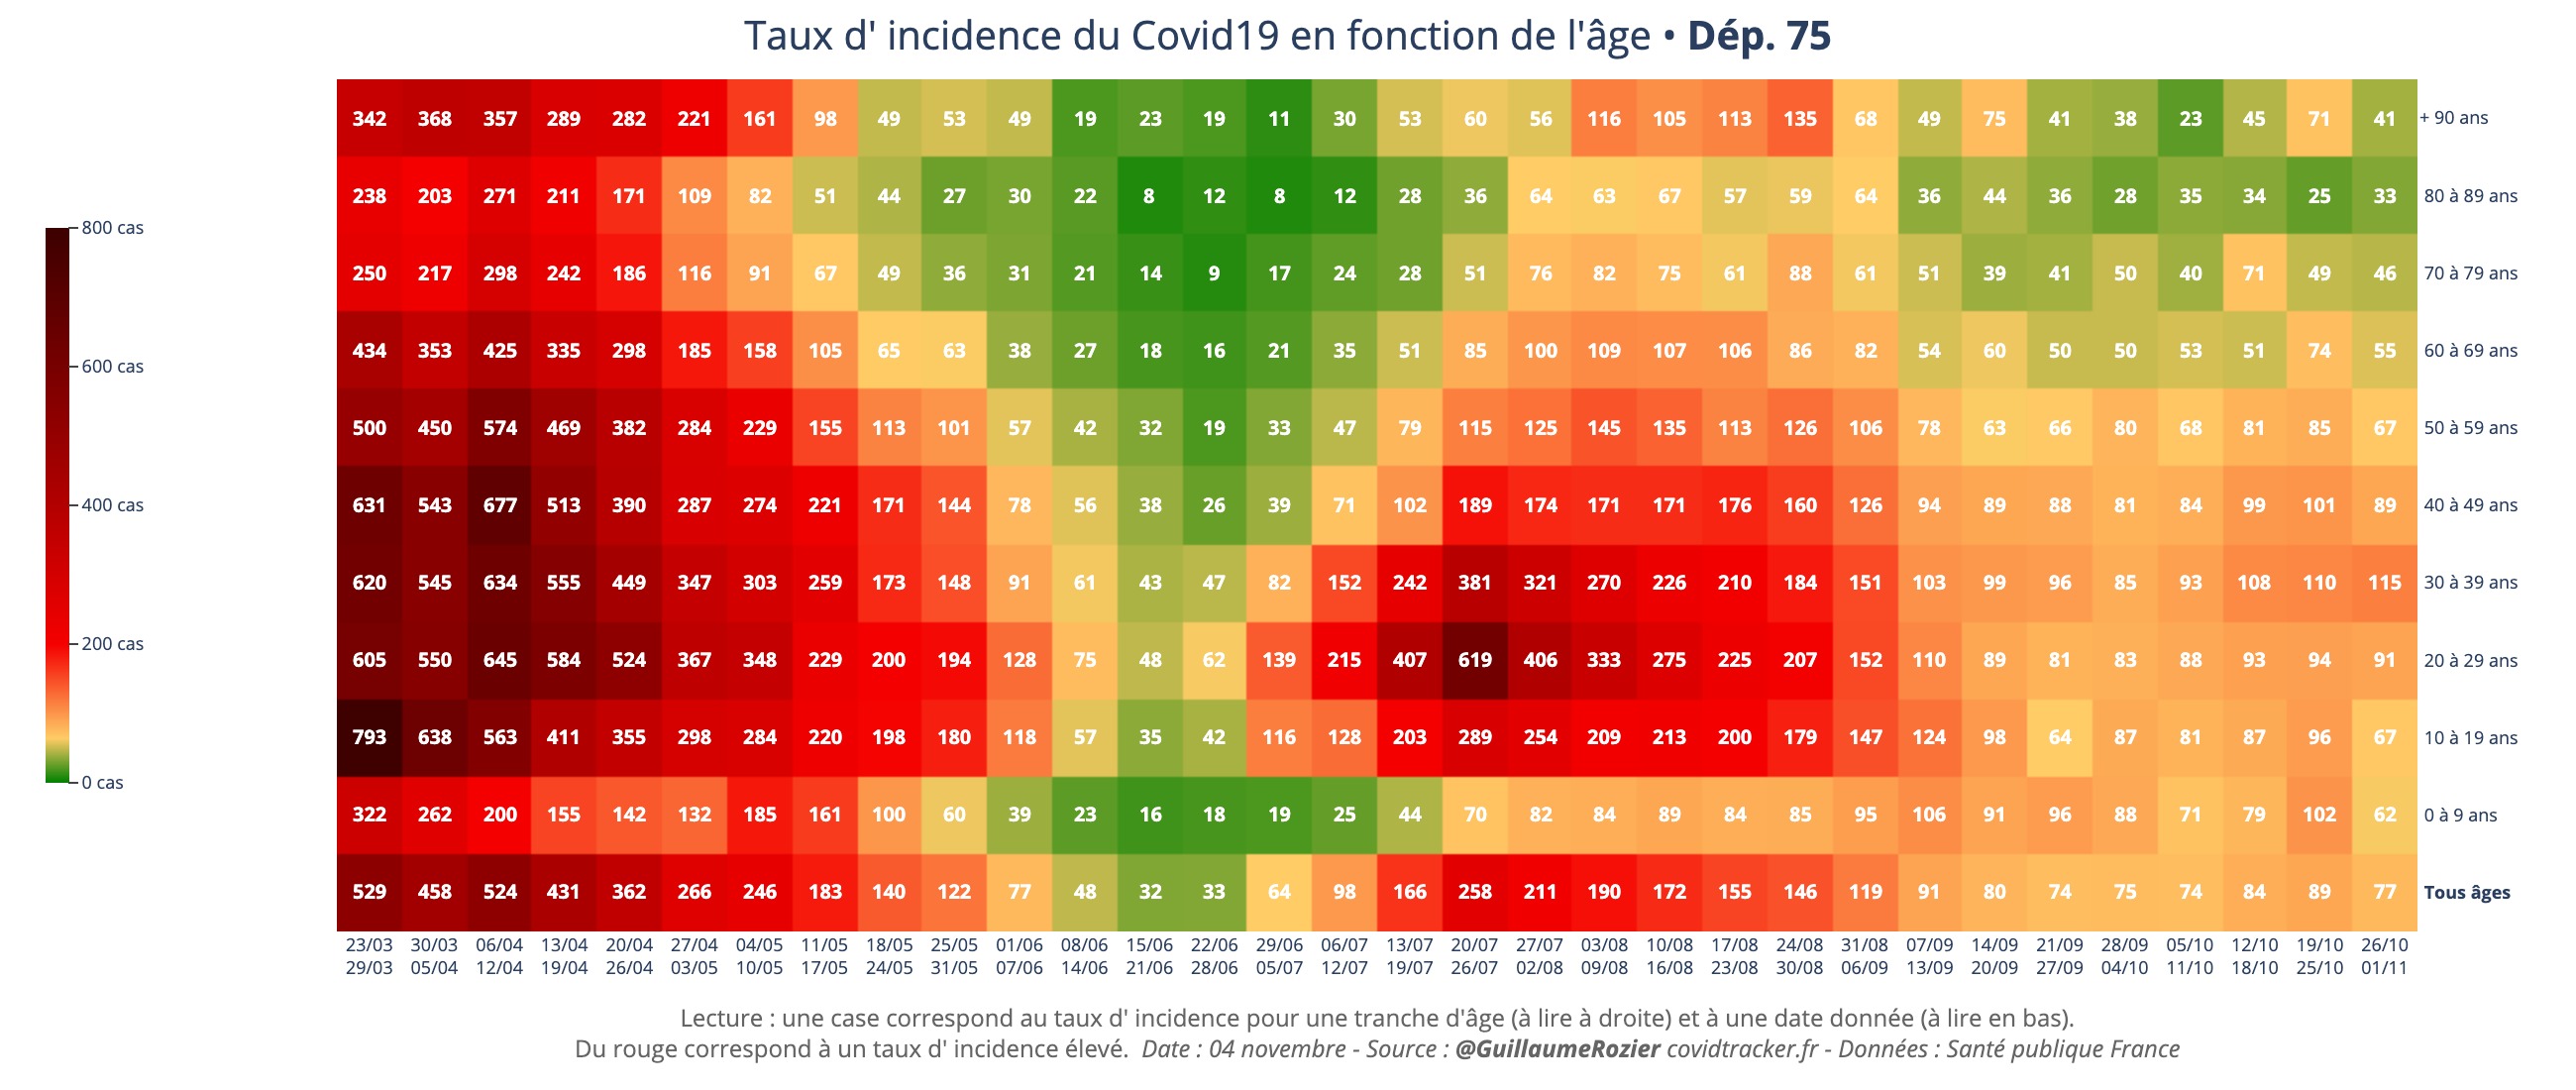 Taux d' incidence du Covid19 en fonction de l'âge • Dép. 75
800 cas
600 cas
400 cas
200 cas
0 cas
342 368 357 289 282 221 161 98 49 53 49 19 23 19 11 30 53 60 56 116 105 113 135 68 49 75 41 38 23 45 71 41 + 90 ans
238 203 271 211 171 109 82 51 44 27 30 22 8 12 8 12 28 36 64 63 67 57 59 64 36 44 36 28 35 34 25 33 80 à 89 ans
250 217 298 242 186 116 91 67 49 36 31 21 14 9 17 24 28 51 76 82 75 61 88 61 51 39 41 50 40 71 49 46 70 à 79 ans
434 353 425 335 298 185 158 105 65 63 38 27 18 16 21 35 51 85 100 109 107 106 86 82 54 60 50 50 53 51 74 55 60 à 69 ans
500 450 574 469 382 284 229 155 113 101 57 42 32 19 33 47 79 115 125 145 135 113 126 106 78 63 66 80 68 81 85 67 50 à 59 ans
631 543 677 513 390 287 274 221 171 144 78 56 38 26 39 71 102 189 174 171 171 176 160 126 94 89 88 81 84 99 101 89 40 à 49 ans
620 545 634 555 449 347 303 259 173 148 91 61 43 47 82 152 242 381 321 270 226 210 184 151 103 99 96 85 93 108 110 115 30 à 39 ans
605 550 645 584 524 367 348 229 200 194 128 75 48 62 139 215 407 619 406 333 275 225 207 152 110 89 81 83 88 93 94 91 20 à 29 ans
793 638 563 411 355 298 284 220 198 180 118 57 35 42 116 128 203 289 254 209 213 200 179 147 124 98 64 87 81 87 96 67 10 à 19 ans
322 262 200 155 142 132 185 161 100 60 39 23 16 18 19 25 44 70 82 84 89 84 85 95 106 91 96 88 71 79 102 62 0 à 9 ans
529 458 524 431 362 266 246 183 140 122 77 48 32 33 64 98 166 258 211 190 172 155 146 119 91 80 74 75 74 84 89 77 Tous âges
23/03 30/03 06/04 13/04 20/04 27/04 04/05 11/05 18/05 25/05 01/06 08/06 15/06 22/06 29/06 06/07 13/07 20/07 27/07 03/08 10/08 17/08 24/08 31/08 07/09 14/09 21/09 28/09 05/10 12/10 19/10 26/10
29/03 05/04 12/04 19/04 26/04 03/05 10/05 17/05 24/05 31/05 07/06 14/06 21/06 28/06 05/07 12/07 19/07 26/07 02/08 09/08 16/08 23/08 30/08 06/09 13/09 20/09 27/09 04/10 11/10 18/10 25/10 01/11
Lecture : une case correspond au taux d' incidence pour une tranche d'âge (à lire à droite) et à une date donnée (à lire en bas).
Du rouge correspond à un taux d' incidence élevé. Date : 04 novembre - Source : @GuillaumeRozier covidtracker.fr - Données : Santé publique France